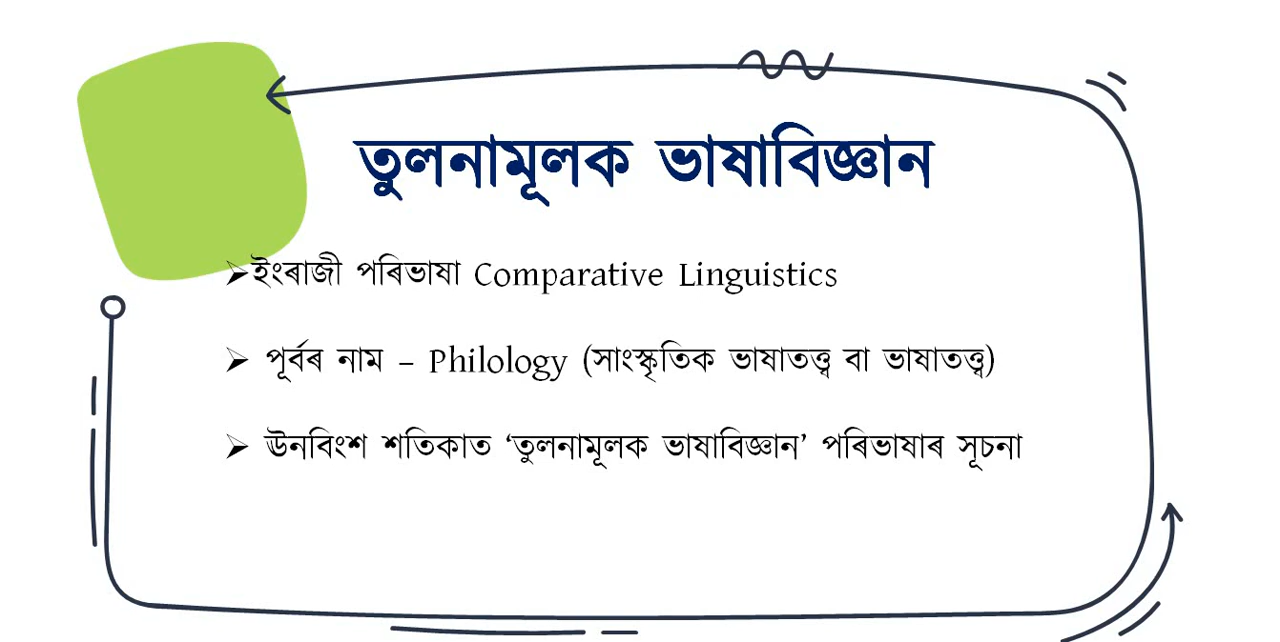 তুলনামূলক ভাষাবিজ্ঞান
➢ইংৰাজী পৰিভাষা Comparative Linguistics
➢ পূৰ্বৰ নাম – Philology (সাংস্কৃতিক ভাষাতত্ত্ব বা ভাষাতত্ত্ব)
➢ ঊনবিংশ শতিকাত ‘তুলনামূলক ভাষাবিজ্ঞান’ পৰিভাষাৰ সূচনা